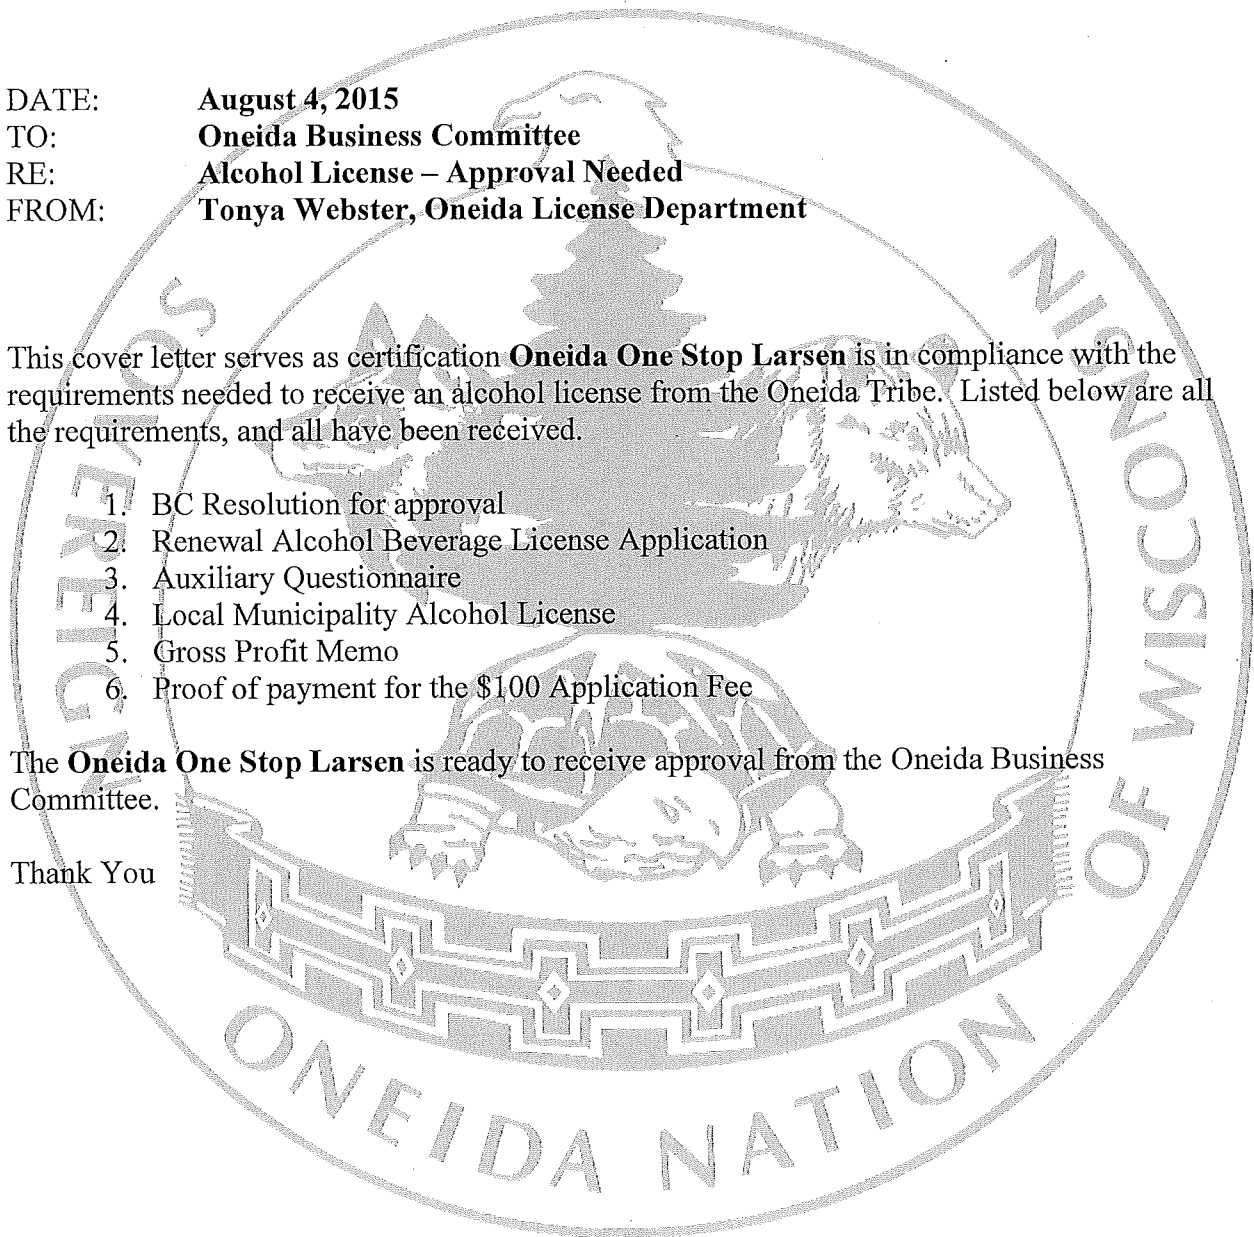 DATE: August 4, 2015
TO: Oneida Business Committee
RE: Alcohol License – Approval Needed
FROM: Tonya Webster, Oneida License Department
This cover letter serves as certification Oneida One Stop Larsen is in compliance with the
requirements needed to receive an alcohol license from the Oneida Tribe. Listed below are all
the requirements, and all have been received.
1. BC Resolution for approval
2. Renewal Alcohol Beverage License Application
3. Auxiliary Questionnaire
4. Local Municipality Alcohol License
5. Gross Profit Memo
6. Proof of payment for the $100 Application Fee
The Oneida One Stop Larsen is ready to receive approval from the Oneida Business
Committee.
Thank You
SOVEREIGN
ONEIDA NATION
OF WISCONSIN